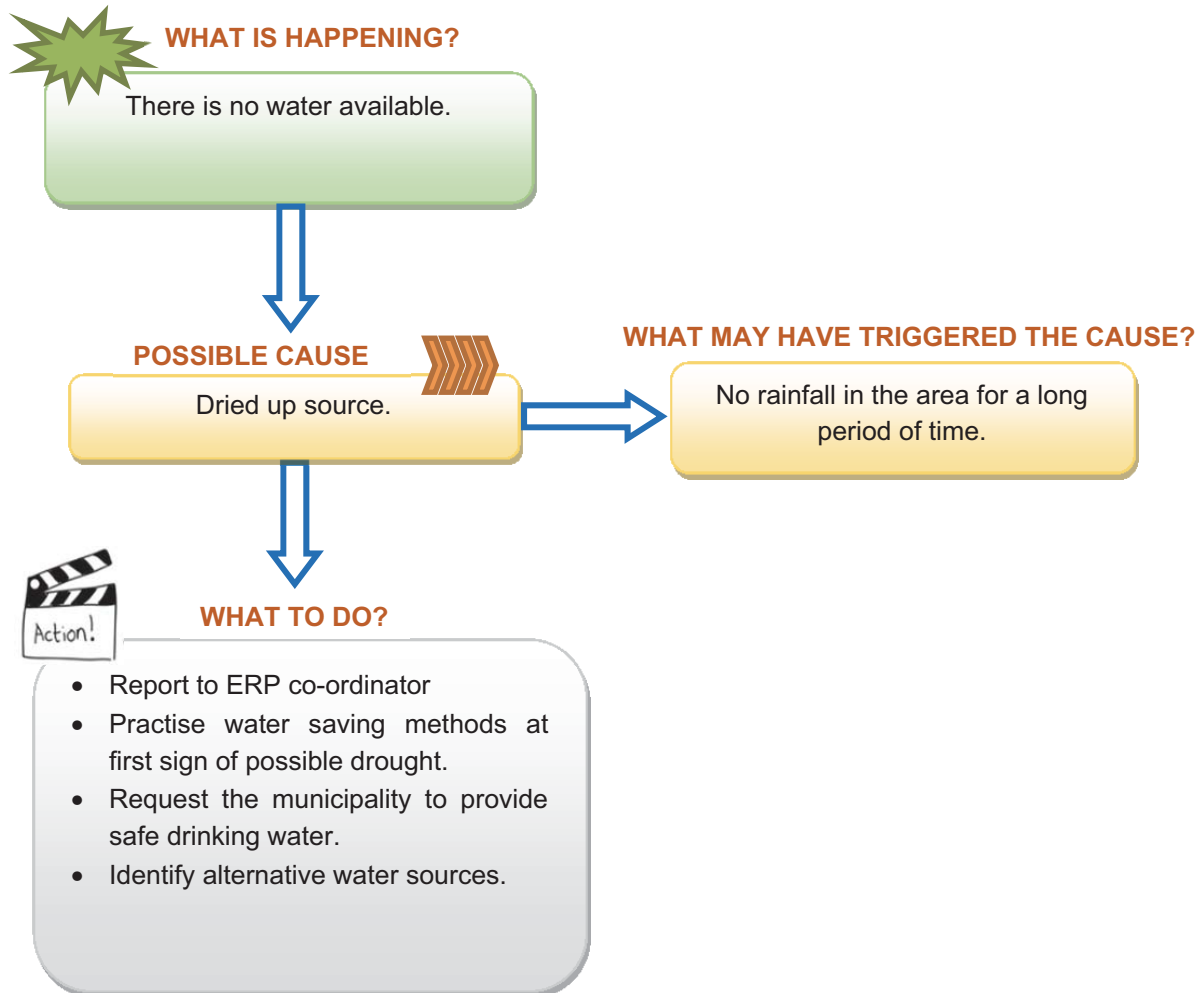 WHAT IS HAPPENING?
There is no water available.
POSSIBLE CAUSE
Dried up source.
WHAT MAY HAVE TRIGGERED THE CAUSE?
No rainfall in the area for a long
period of time.
Action!
WHAT TO DO?
• Report to ERP co-ordinator
• Practise water saving methods at
first sign of possible drought.
• Request the municipality to provide
safe drinking water.
• Identify alternative water sources.